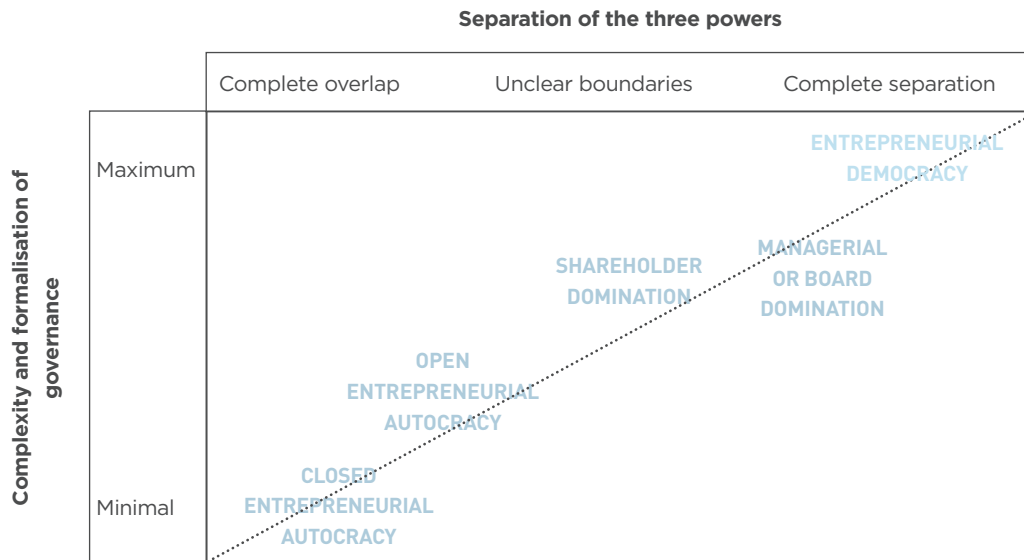 Separation of the three powers
Complete overlap
Unclear boundaries
Complete separation
Complexity and formalisation of
governance
Maximum
Minimal
ENTREPRENEURIAL
DEMOCRACY
MANAGERIAL
OR BOARD
DOMINATION
SHAREHOLDER
DOMINATION
OPEN
ENTREPRENEURIAL
AUTOCRACY
CLOSED
ENTREPRENEURIAL
AUTOCRACY